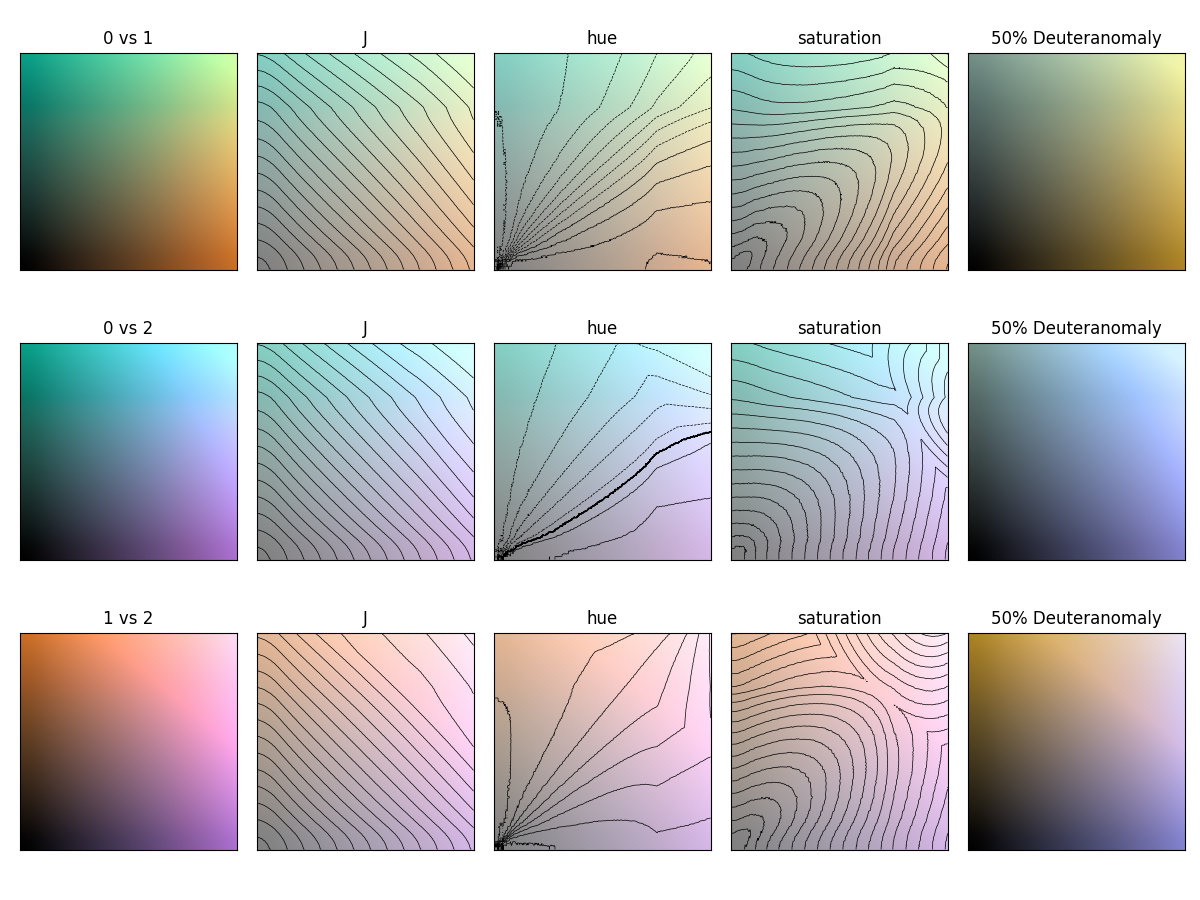 0 vs 1 J hue saturation 50% Deuteranomaly
0 vs 2 J hue saturation 50% Deuteranomaly
1 vs 2 J hue saturation 50% Deuteranomaly